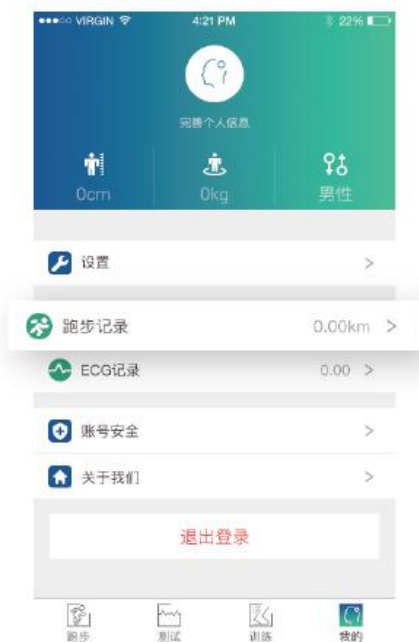 VIRGIN 4:21 PM 22%
完善个人信息
0cm 0kg 男性
设置 >
跑步记录 0.00km >
ECG记录 0.00 >
账号安全 >
关于我们 >
退出登录
跑步 测试 训练 我的